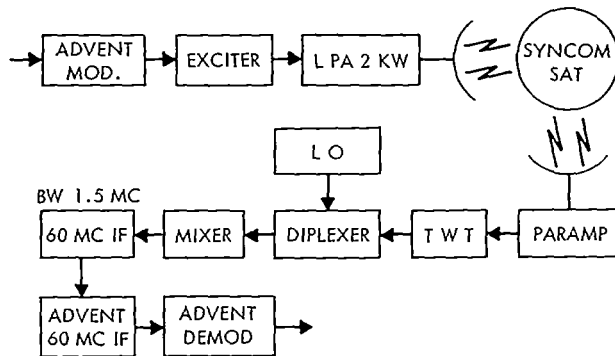 ADVENT
MOD.
EXCITER
L PA 2 KW
SYNCOM
SAT
L O
BW 1.5 MC
60 MC IF
MIXER
DIPLEXER
T W T
PARAMP
ADVENT
60 MC IF
ADVENT
DEMOD